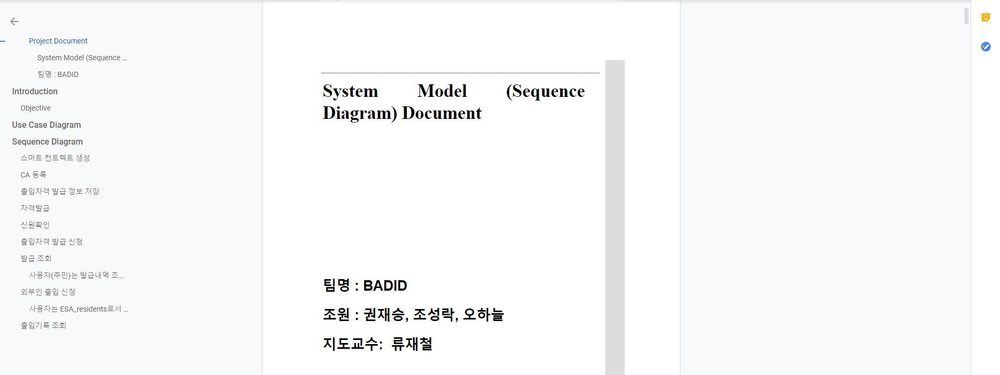 Project Document
System Model (Sequence ...
팀명 : BADID
Introduction
Objective
Use Case Diagram
Sequence Diagram
스마트 컨트렉트 생성
CA 등록
출입자격 발급 정보 저장
자격발급
신원확인
출입자격 발급 신청
발급 조회
사용자(주민)는 발급내역 조...
외부인 출입 신청
사용자는 ESA_residents로서 ...
출입기록 조회
System Model (Sequence
Diagram) Document
팀명 : BADID
조원 : 권재승, 조성락, 오하늘
지도교수: 류재철